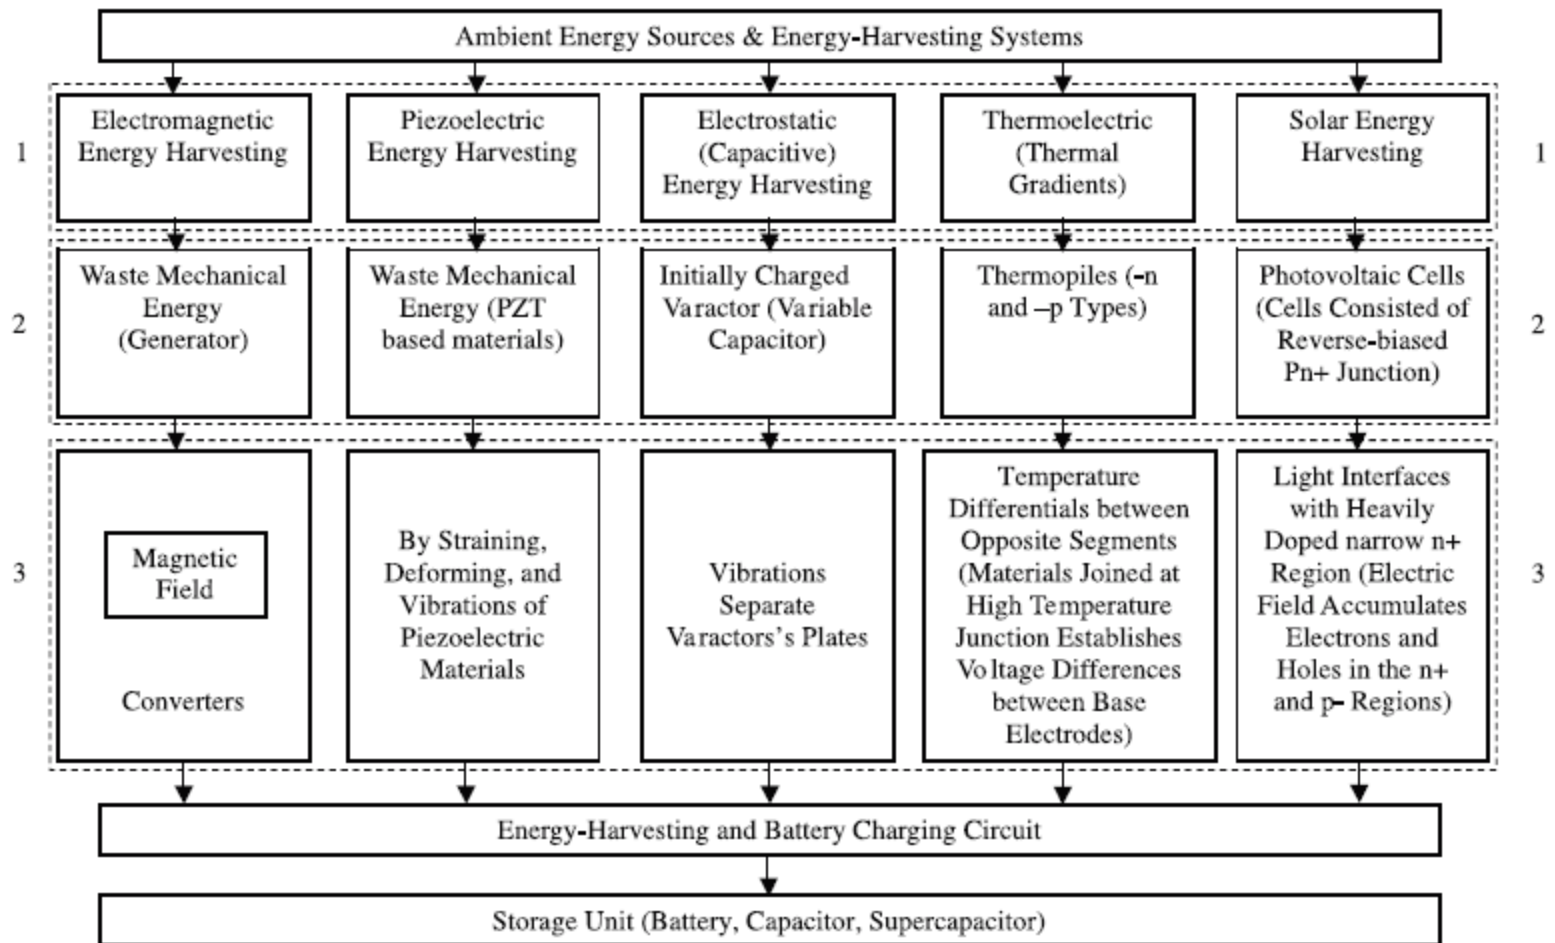 Ambient Energy Sources & Energy-Harvesting Systems
1
Electromagnetic
Energy Harvesting
Piezoelectric
Energy Harvesting
Electrostatic
(Capacitive)
Energy Harvesting
Thermoelectric
(Thermal
Gradients)
Solar Energy
Harvesting
1
2
Waste Mechanical
Energy
(Generator)
Waste Mechanical
Energy (PZT
based materials)
Initially Charged
Varactor (Variable
Capacitor)
Thermopiles (-n
and –p Types)
Photovoltaic Cells
(Cells Consisted of
Reverse-biased
Pn+ Junction)
2
3
Magnetic
Field
Converters
By Straining,
Deforming, and
Vibrations of
Piezoelectric
Materials
Vibrations
Separate
Varactors's Plates
Temperature
Differentials between
Opposite Segments
(Materials Joined at
High Temperature
Junction Establishes
Voltage Differences
between Base
Electrodes)
Light Interfaces
with Heavily
Doped narrow n+
Region (Electric
Field Accumulates
Electrons and
Holes in the n+
and p- Regions)
3
Energy-Harvesting and Battery Charging Circuit
Storage Unit (Battery, Capacitor, Supercapacitor)